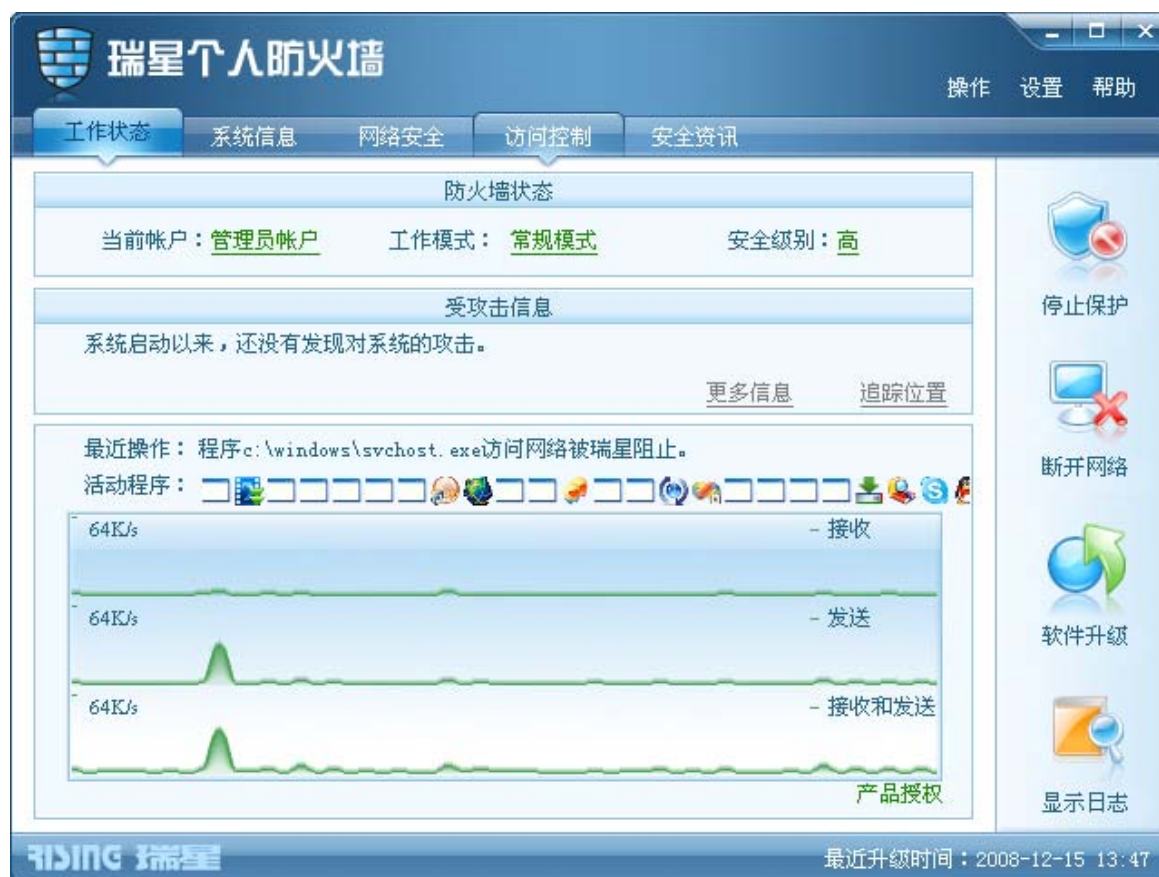 瑞星个人防火墙
操作 设置 帮助
工作状态 系统信息 网络安全 访问控制 安全资讯
防火墙状态
当前帐户：管理员帐户 工作模式： 常规模式 安全级别：高
受攻击信息
系统启动以来，还没有发现对系统的攻击。
更多信息 追踪位置
最近操作： 程序c:\windows\svchost.exe访问网络被瑞星阻止。
活动程序：
64K/s - 接收
64K/s - 发送
64K/s - 接收和发送
产品授权
停止保护
断开网络
软件升级
显示日志
RISING 瑞星
最近升级时间：2008-12-15 13:47